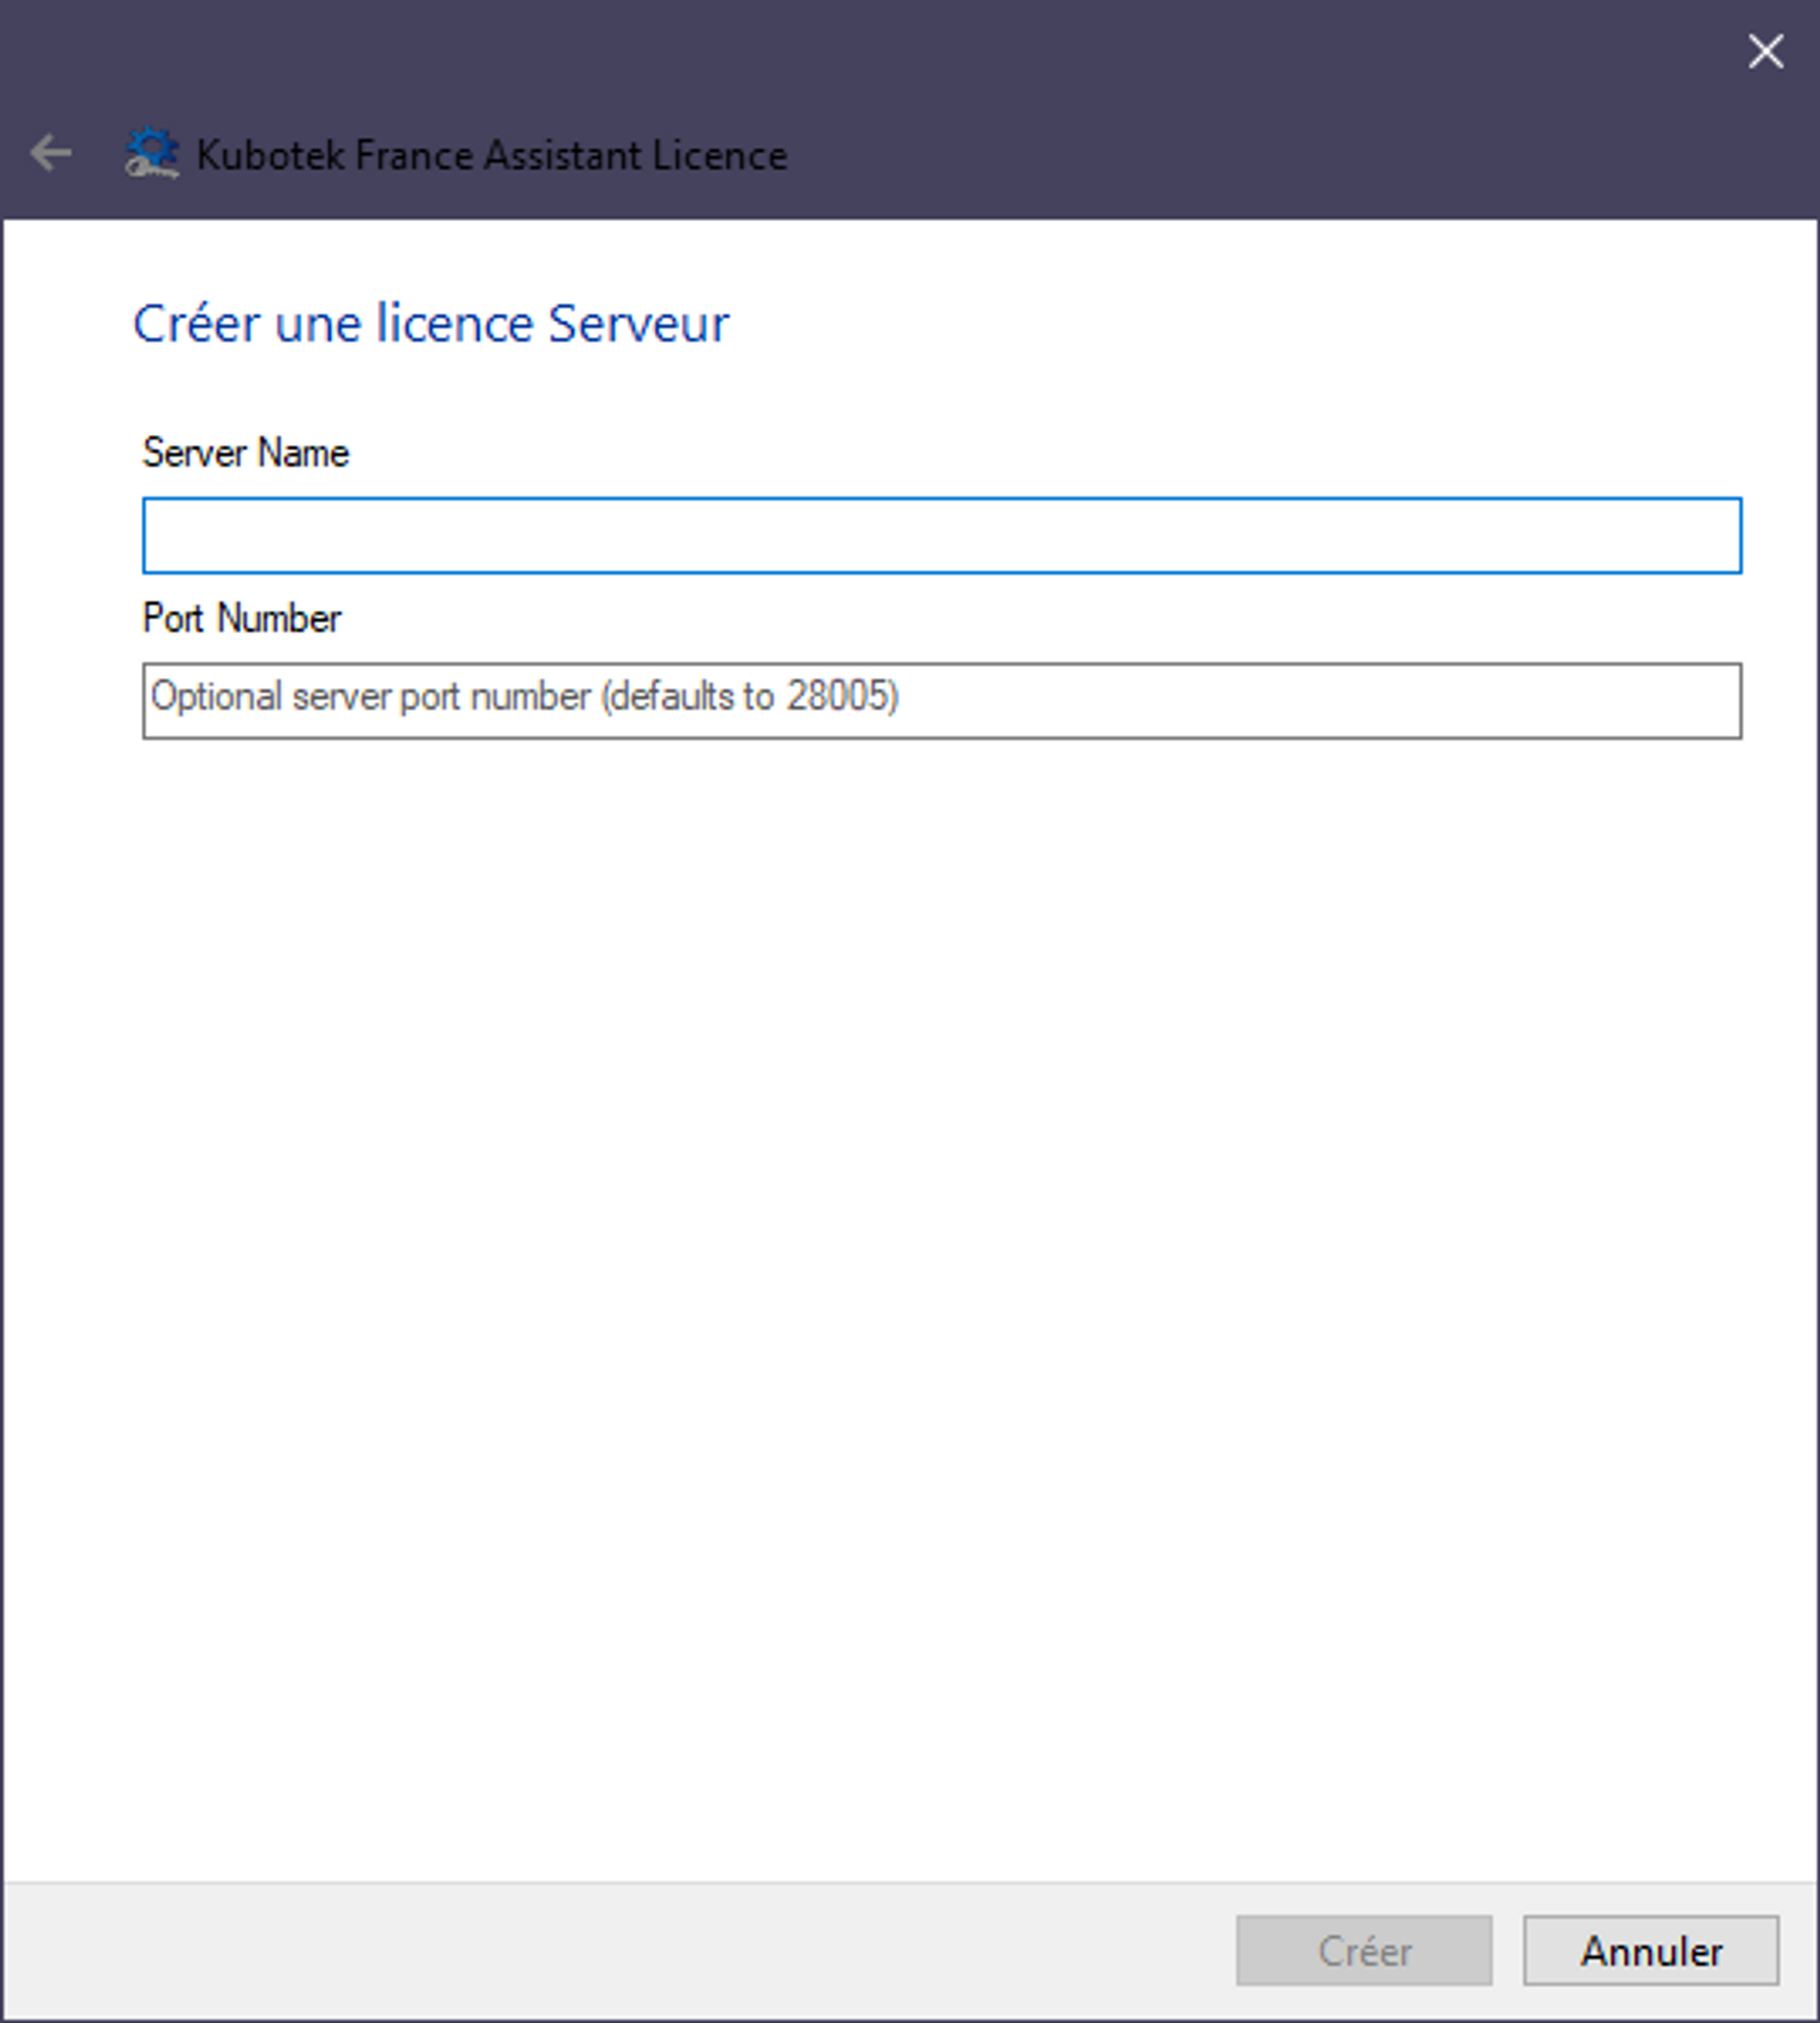 Kubotek France Assistant Licence
Créer une licence Serveur
Server Name
Port Number
Optional server port number (defaults to 28005)
Créer
Annuler